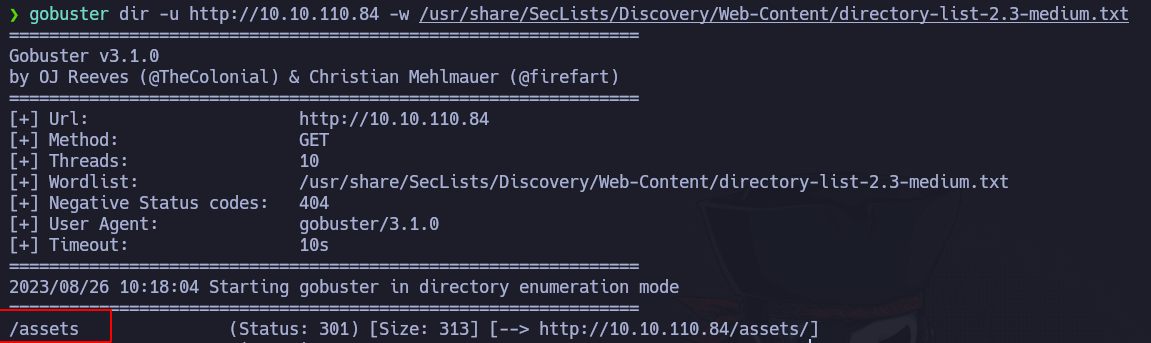 ❯ gobuster dir -u http://10.10.110.84 -w /usr/share/SecLists/Discovery/Web-Content/directory-list-2.3-medium.txt
===============================================================
Gobuster v3.1.0
by OJ Reeves (@TheColonial) & Christian Mehlmauer (@firefart)
===============================================================
[+] Url:                     http://10.10.110.84
[+] Method:                  GET
[+] Threads:                 10
[+] Wordlist:                /usr/share/SecLists/Discovery/Web-Content/directory-list-2.3-medium.txt
[+] Negative Status codes:   404
[+] User Agent:              gobuster/3.1.0
[+] Timeout:                 10s
===============================================================
2023/08/26 10:18:04 Starting gobuster in directory enumeration mode
===============================================================
/assets               (Status: 301) [Size: 313] [--> http://10.10.110.84/assets/]